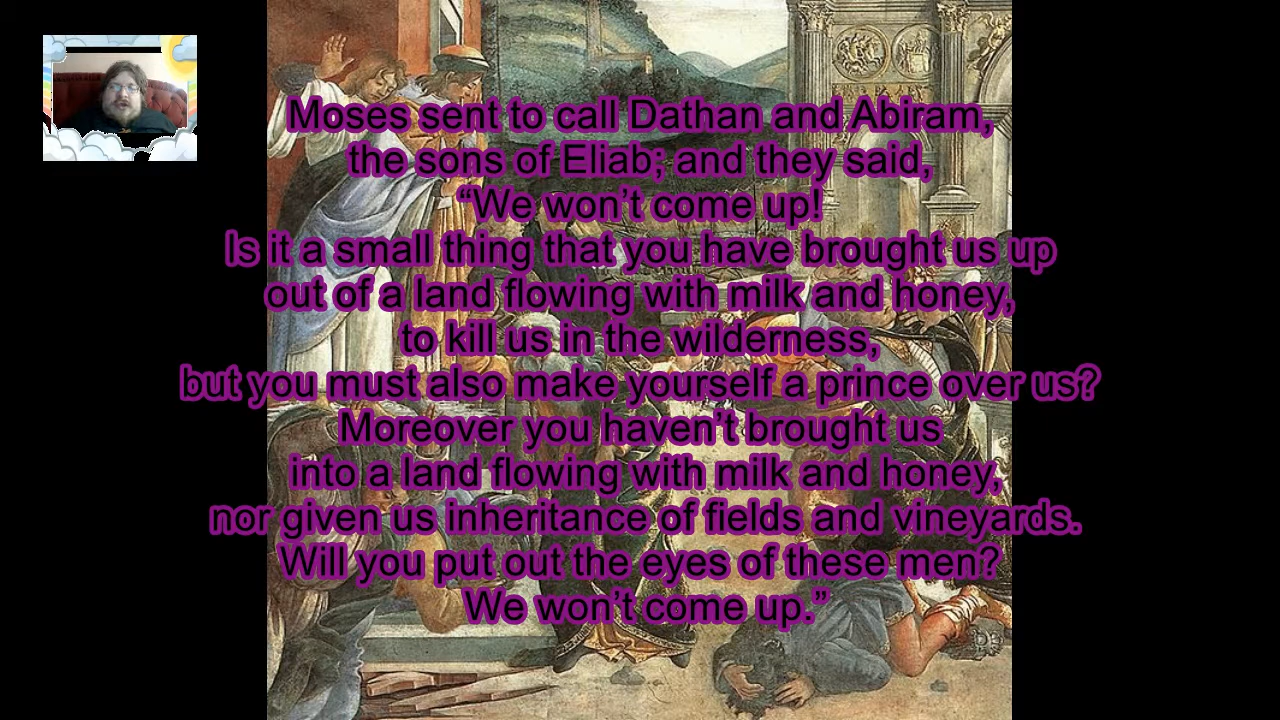 Moses sent to call Dathan and Abiram,
the sons of Eliab; and they said,
“We won’t come up!
Is it a small thing that you have brought us up
out of a land flowing with milk and honey,
to kill us in the wilderness,
but you must also make yourself a prince over us?
Moreover you haven’t brought us
into a land flowing with milk and honey,
nor given us inheritance of fields and vineyards.
Will you put out the eyes of these men?
We won’t come up.”